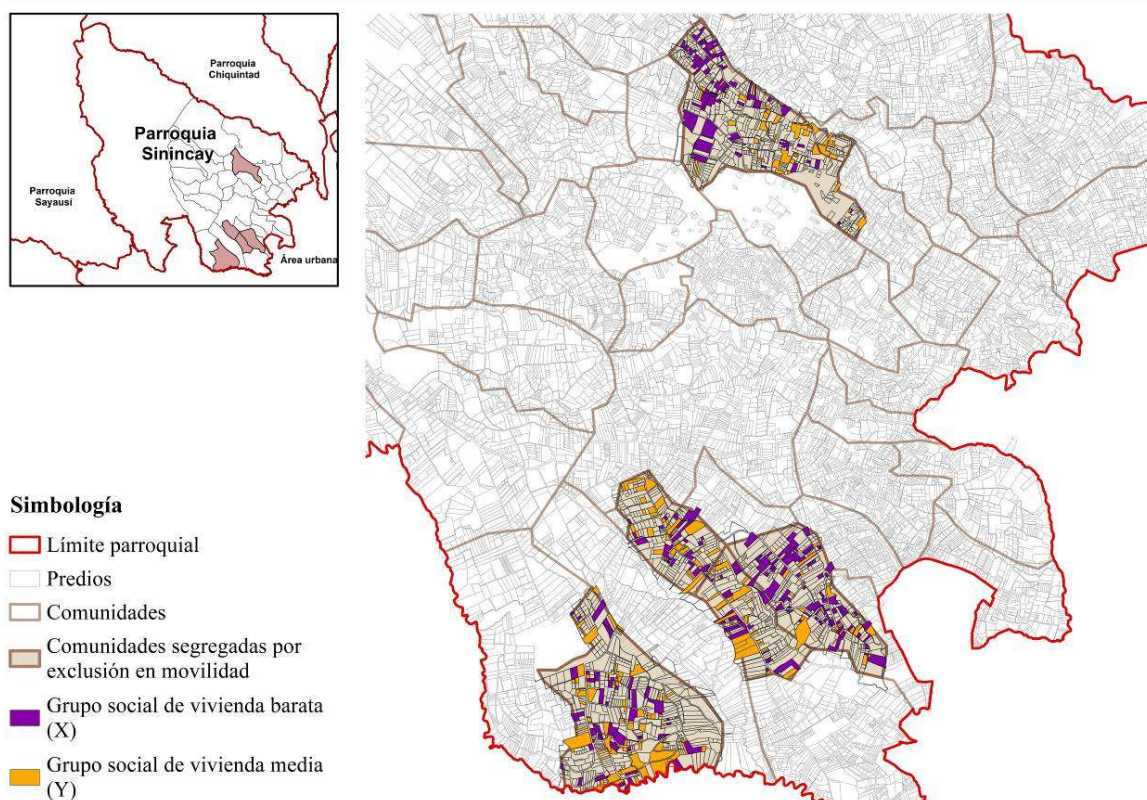 Parroquia
Chiquintad
Parroquia
Sinincay
Parroquia
Sayausí
Área urbana
Simbología
Límite parroquial
Predios
Comunidades
Comunidades segregadas por
exclusión en movilidad
Grupo social de vivienda barata
(X)
Grupo social de vivienda media
(Y)